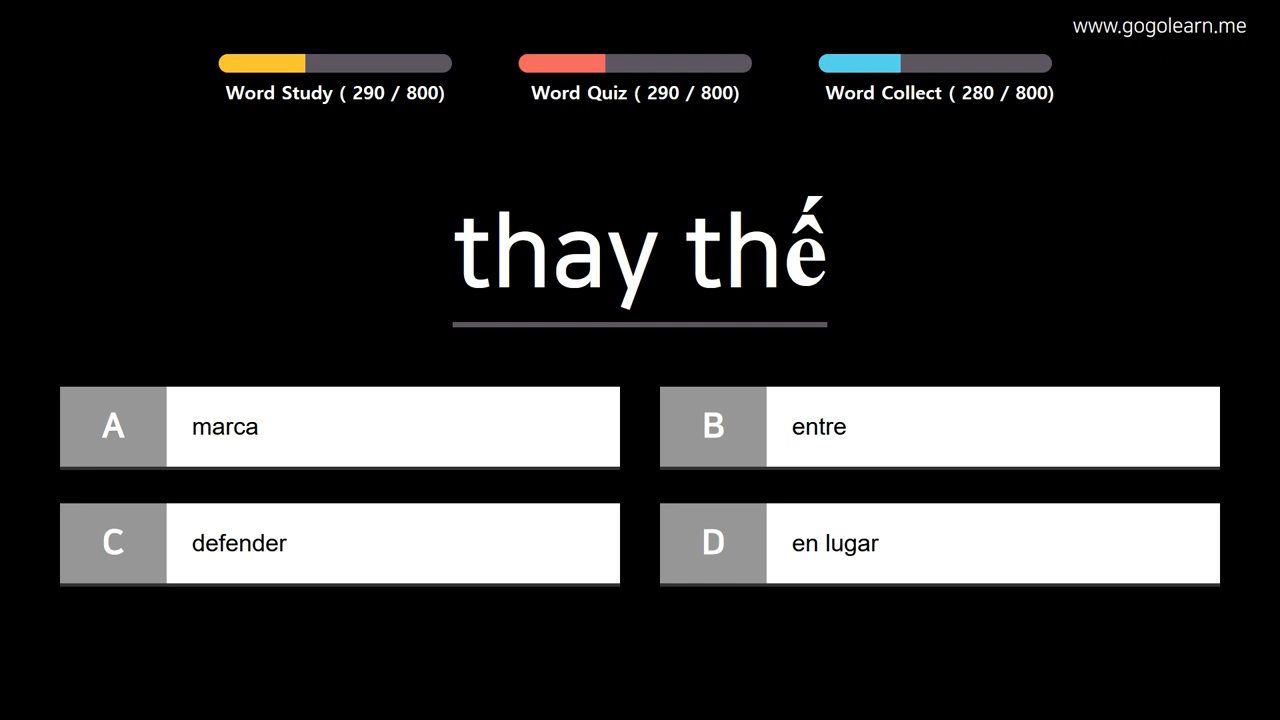 www.gogolearn.me
Word Study ( 290 / 800)
Word Quiz ( 290 / 800)
Word Collect ( 280 / 800)
thay thế
A marca
B entre
C defender
D en lugar